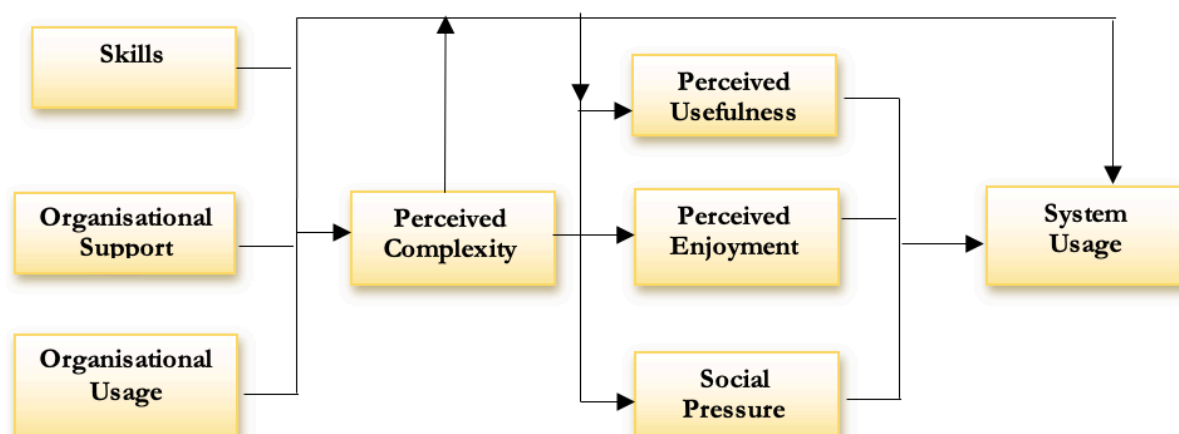 Skills
Organisational
Support
Organisational
Usage
Perceived
Complexity
Perceived
Usefulness
Perceived
Enjoyment
Social
Pressure
System
Usage